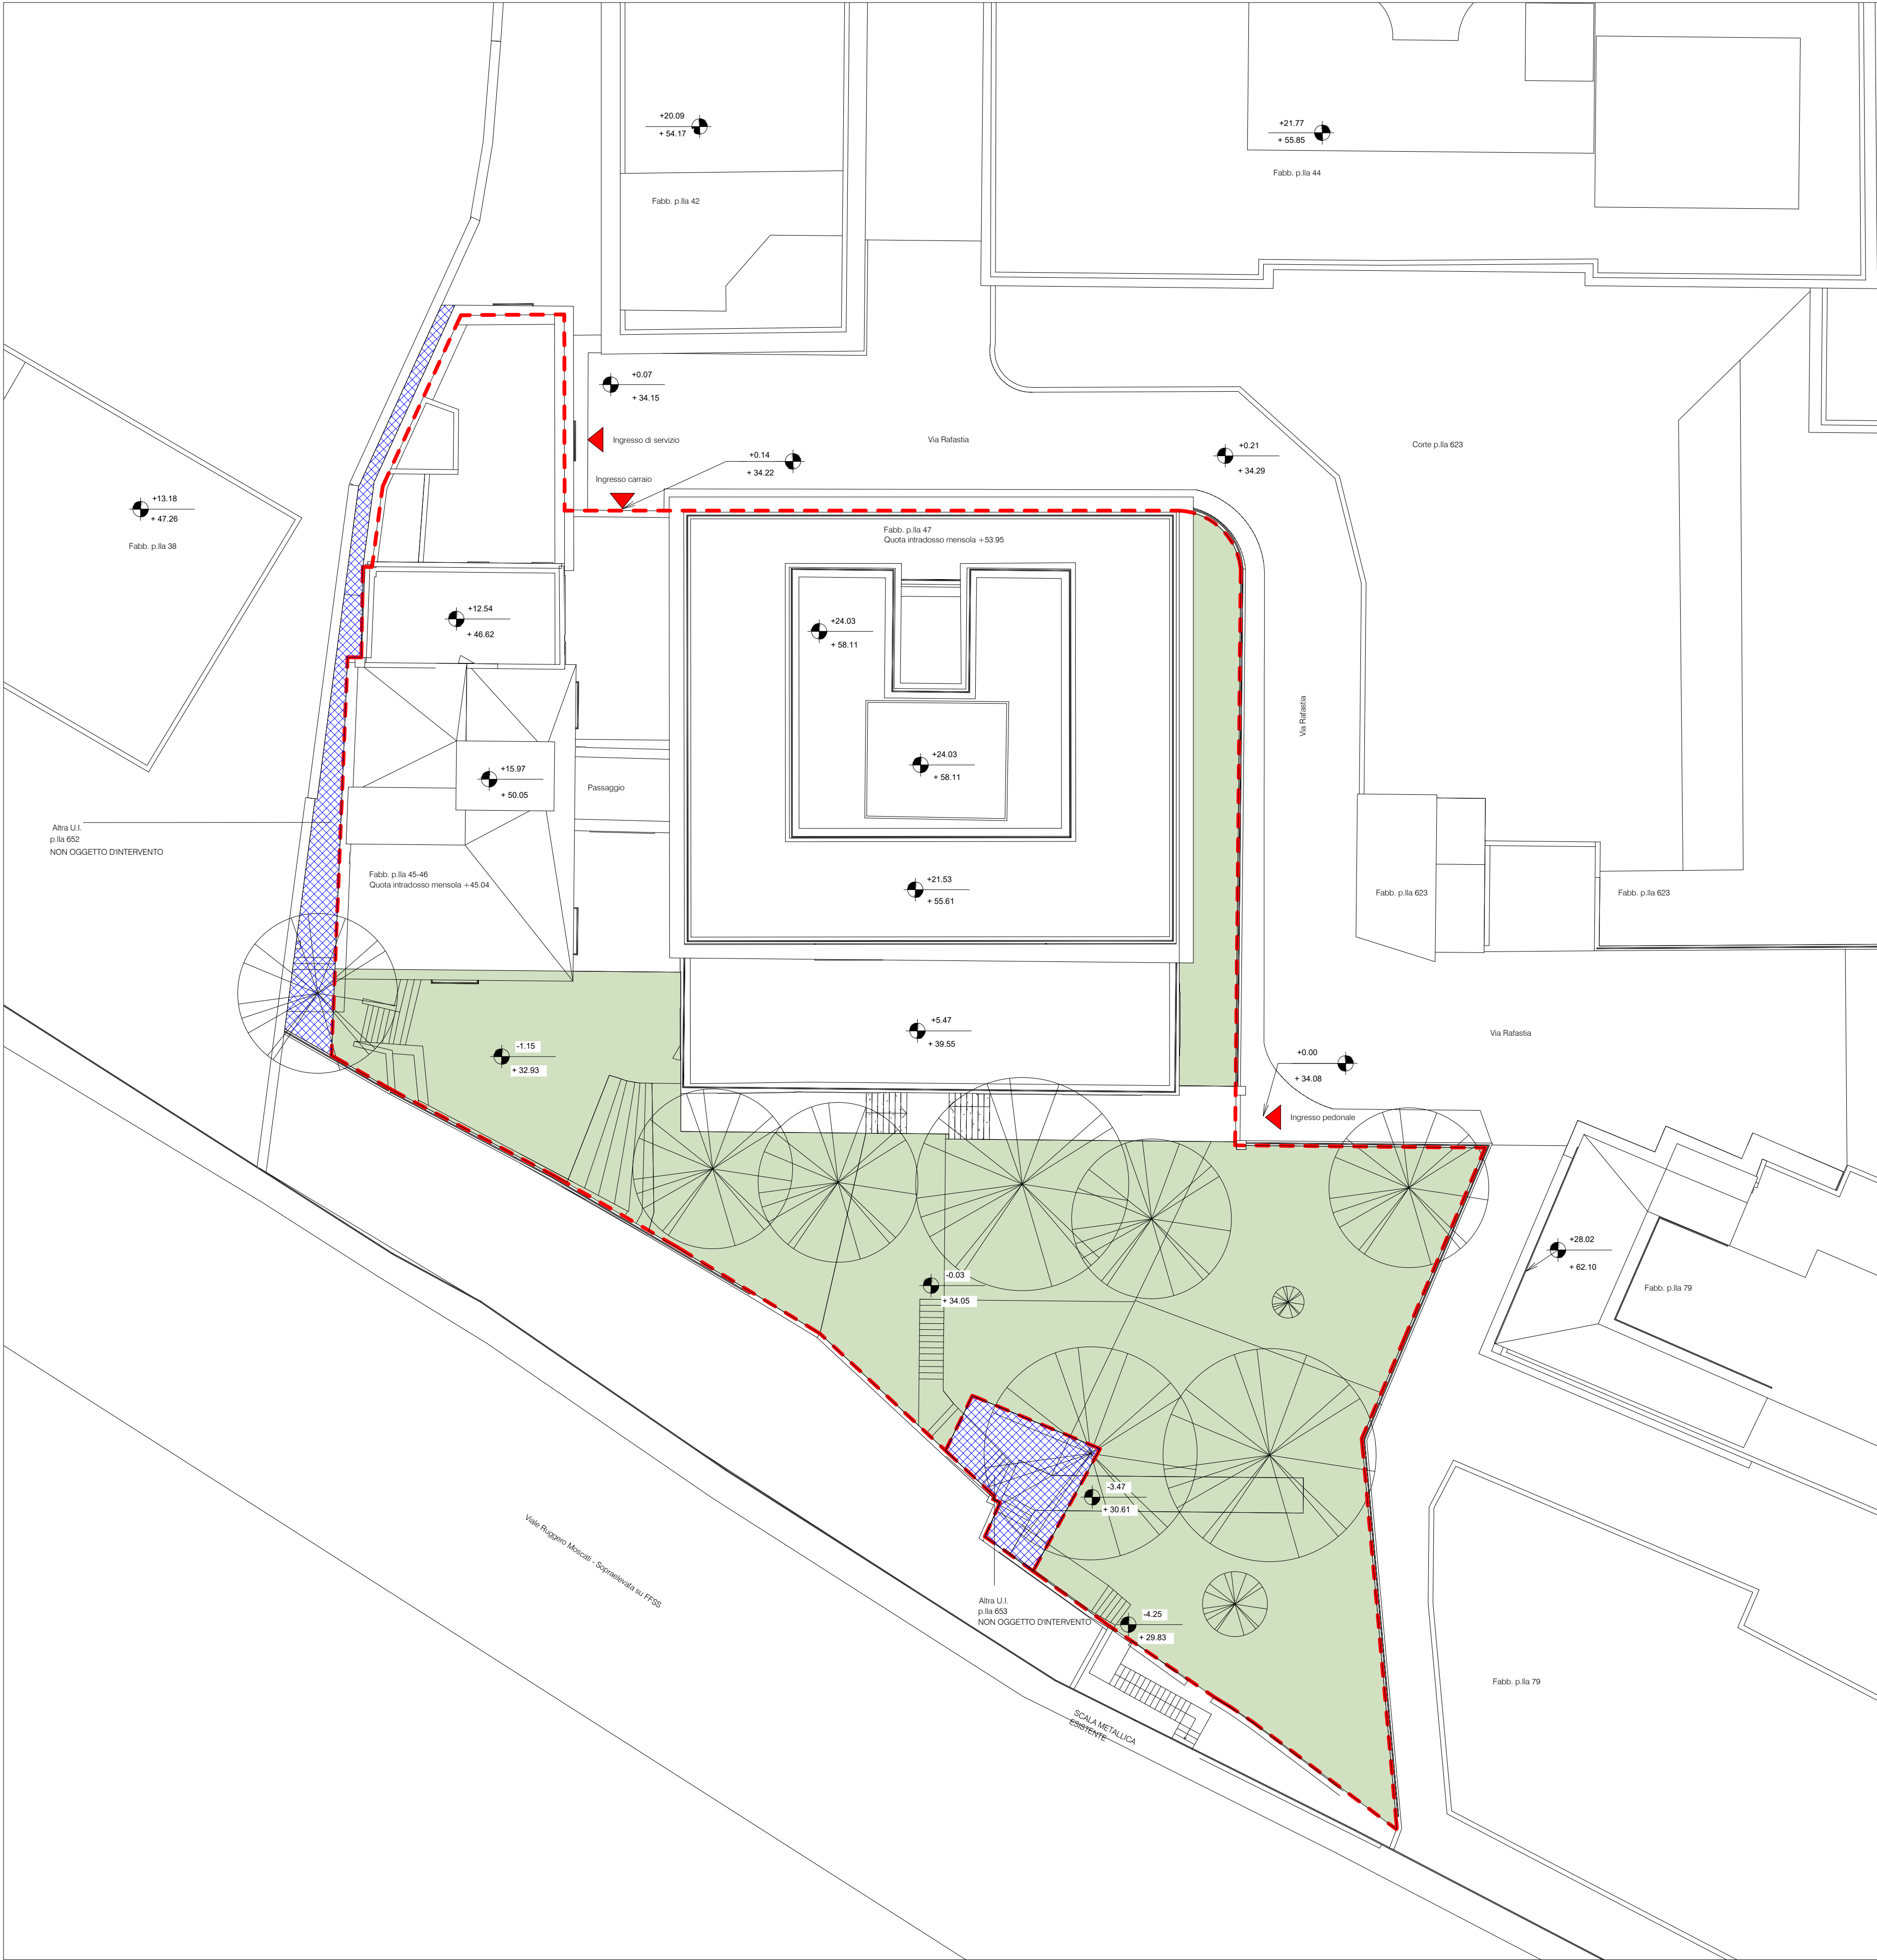 +20.09
+ 54.17
+21.77
+ 55.85
Fabb. p.lla 44
Fabb. p.lla 42
+0.07
+ 34.15
Ingresso di servizio
Via Rafastia
+0.21
+ 34.29
Corte p.lla 623
+0.14
+ 34.22
Ingresso carraio
+13.18
+ 47.26
Fabb. p.lla 38
Fabb. p.lla 47
Quota intradosso mensola +53.95
+12.54
+ 46.62
+24.03
+ 58.11
Via Rafastia
+24.03
+ 58.11
+15.97
+ 50.05
Passaggio
Altra U.I.
p.lla 652
NON OGGETTO D'INTERVENTO
Fabb. p.lla 45-46
Quota intradosso mensola +45.04
+21.53
+ 55.61
Fabb. p.lla 623
Fabb. p.lla 623
+5.47
+ 39.55
Via Rafastia
-1.15
+ 32.93
+0.00
+ 34.08
Ingresso pedonale
+28.02
+ 62.10
-0.03
+ 34.05
Fabb. p.lla 79
-3.47
+ 30.61
Viale Ruggero Moscati - Sopraelevata su FFSS
Altra U.I.
p.lla 653
NON OGGETTO D'INTERVENTO
-4.25
+ 29.83
Fabb. p.lla 79
SCALA METALLICA
ESISTENTE